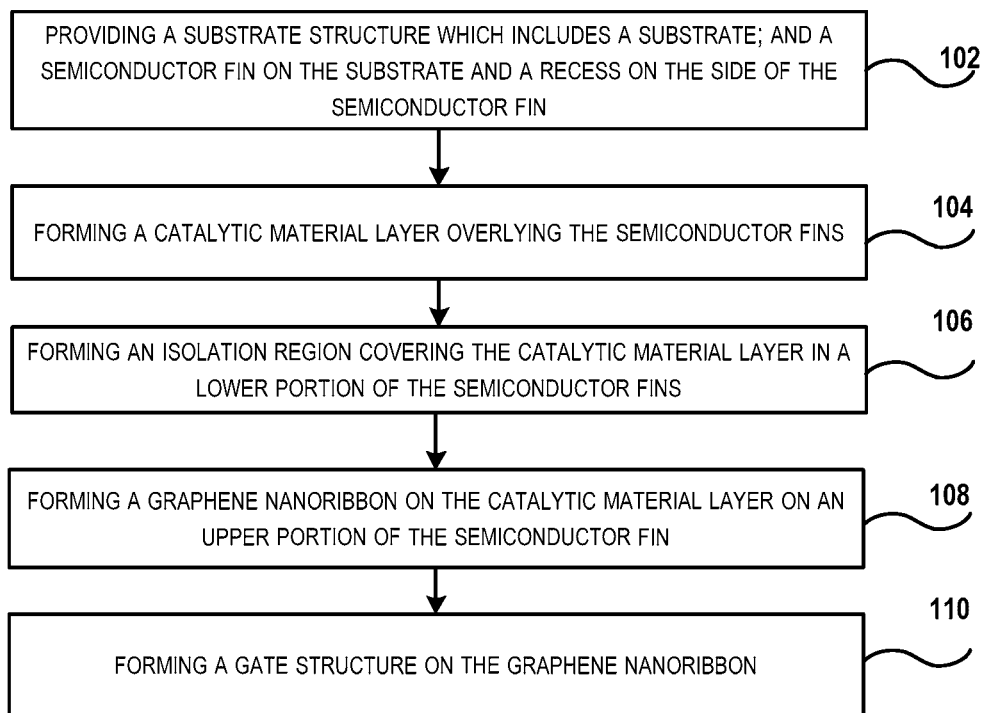 PROVIDING A SUBSTRATE STRUCTURE WHICH INCLUDES A SUBSTRATE; AND A
SEMICONDUCTOR FIN ON THE SUBSTRATE AND A RECESS ON THE SIDE OF THE
SEMICONDUCTOR FIN
102
FORMING A CATALYTIC MATERIAL LAYER OVERLYING THE SEMICONDUCTOR FINS
104
FORMING AN ISOLATION REGION COVERING THE CATALYTIC MATERIAL LAYER IN A
LOWER PORTION OF THE SEMICONDUCTOR FINS
106
FORMING A GRAPHENE NANORIBBON ON THE CATALYTIC MATERIAL LAYER ON AN
UPPER PORTION OF THE SEMICONDUCTOR FIN
108
FORMING A GATE STRUCTURE ON THE GRAPHENE NANORIBBON
110